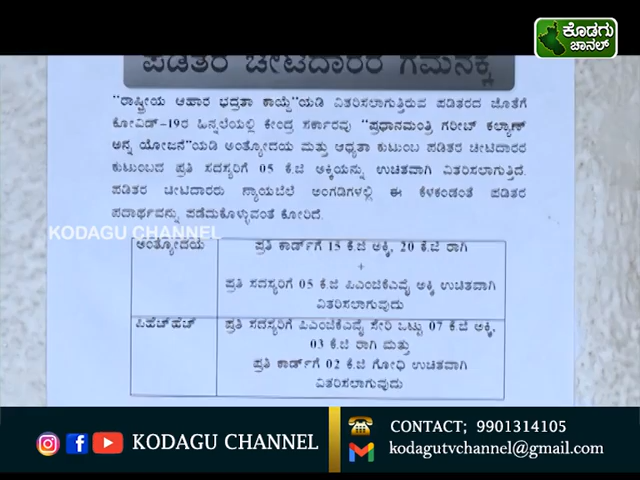 ಕೊಡಗು
ಚಾನಲ್
ಪಡಿತರ ಚೀಟಿದಾರರ ಗಮನಕ್ಕೆ
"ರಾಷ್ಟ್ರೀಯ ಆಹಾರ ಭದ್ರತಾ ಕಾಯ್ದೆ"ಯಡಿ ವಿತರಿಸಲಾಗುತ್ತಿರುವ ಪಡಿತರದ ಜೊತೆಗೆ
ಕೋವಿಡ್-19ರ ಹಿನ್ನಲೆಯಲ್ಲಿ ಕೇಂದ್ರ ಸರ್ಕಾರವು "ಪ್ರಧಾನಮಂತ್ರಿ ಗರೀಬ್ ಕಲ್ಯಾಣ್
ಅನ್ನ ಯೋಜನೆ"ಯಡಿ ಅಂತ್ಯೋದಯ ಮತ್ತು ಆದ್ಯತಾ ಕುಟುಂಬ ಪಡಿತರ ಚೀಟಿದಾರರ
ಕುಟುಂಬದ ಪ್ರತಿ ಸದಸ್ಯರಿಗೆ 05 ಕೆ.ಜಿ ಅಕ್ಕಿಯನ್ನು ಉಚಿತವಾಗಿ ವಿತರಿಸಲಾಗುತ್ತಿದೆ.
ಪಡಿತರ ಚೀಟಿದಾರರು ನ್ಯಾಯಬೆಲೆ ಅಂಗಡಿಗಳಲ್ಲಿ ಈ ಕೆಳಕಂಡಂತೆ ಪಡಿತರ
ಪದಾರ್ಥವನ್ನು ಪಡೆದುಕೊಳ್ಳುವಂತೆ ಕೋರಿದೆ.
KODAGU CHANNEL
ಅಂತ್ಯೋದಯ ಪ್ರತಿ ಕಾರ್ಡ್‌ಗೆ 15 ಕೆ.ಜಿ ಅಕ್ಕಿ, 20 ಕೆ.ಜಿ ರಾಗಿ
+
ಪ್ರತಿ ಸದಸ್ಯರಿಗೆ 05 ಕೆ.ಜಿ ಪಿಎಂಜಿಕೆಎವೈ ಅಕ್ಕಿ ಉಚಿತವಾಗಿ
ವಿತರಿಸಲಾಗುವುದು
ಪಿಹೆಚ್‌ಹೆಚ್ ಪ್ರತಿ ಸದಸ್ಯರಿಗೆ ಪಿಎಂಜಿಕೆಎವೈ ಸೇರಿ ಒಟ್ಟು 07 ಕೆ.ಜಿ ಅಕ್ಕಿ,
03 ಕೆ.ಜಿ ರಾಗಿ ಮತ್ತು
ಪ್ರತಿ ಕಾರ್ಡ್‌ಗೆ 02 ಕೆ.ಜಿ ಗೋಧಿ ಉಚಿತವಾಗಿ
ವಿತರಿಸಲಾಗುವುದು
KODAGU CHANNEL
CONTACT; 9901314105
kodagutvchannel@gmail.com